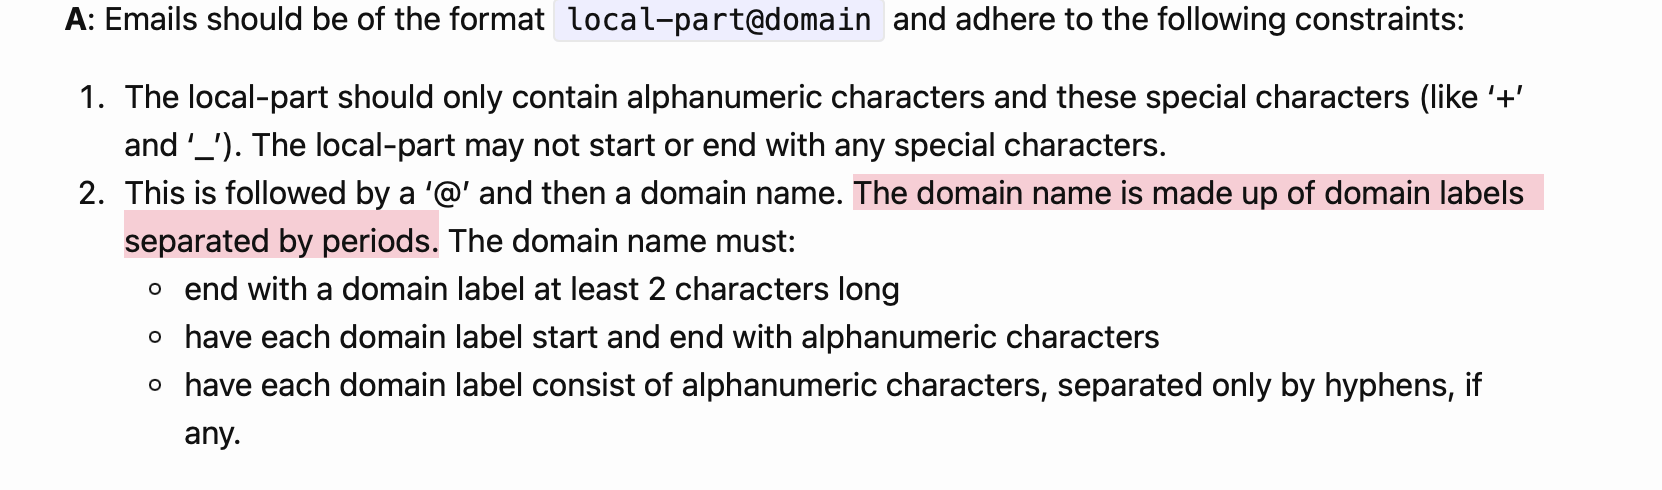 A: Emails should be of the format local-part@domain and adhere to the following constraints:
1. The local-part should only contain alphanumeric characters and these special characters (like ‘+’
and ‘_’). The local-part may not start or end with any special characters.
2. This is followed by a ‘@’ and then a domain name. The domain name is made up of domain labels
separated by periods. The domain name must:
◦ end with a domain label at least 2 characters long
◦ have each domain label start and end with alphanumeric characters
◦ have each domain label consist of alphanumeric characters, separated only by hyphens, if
any.